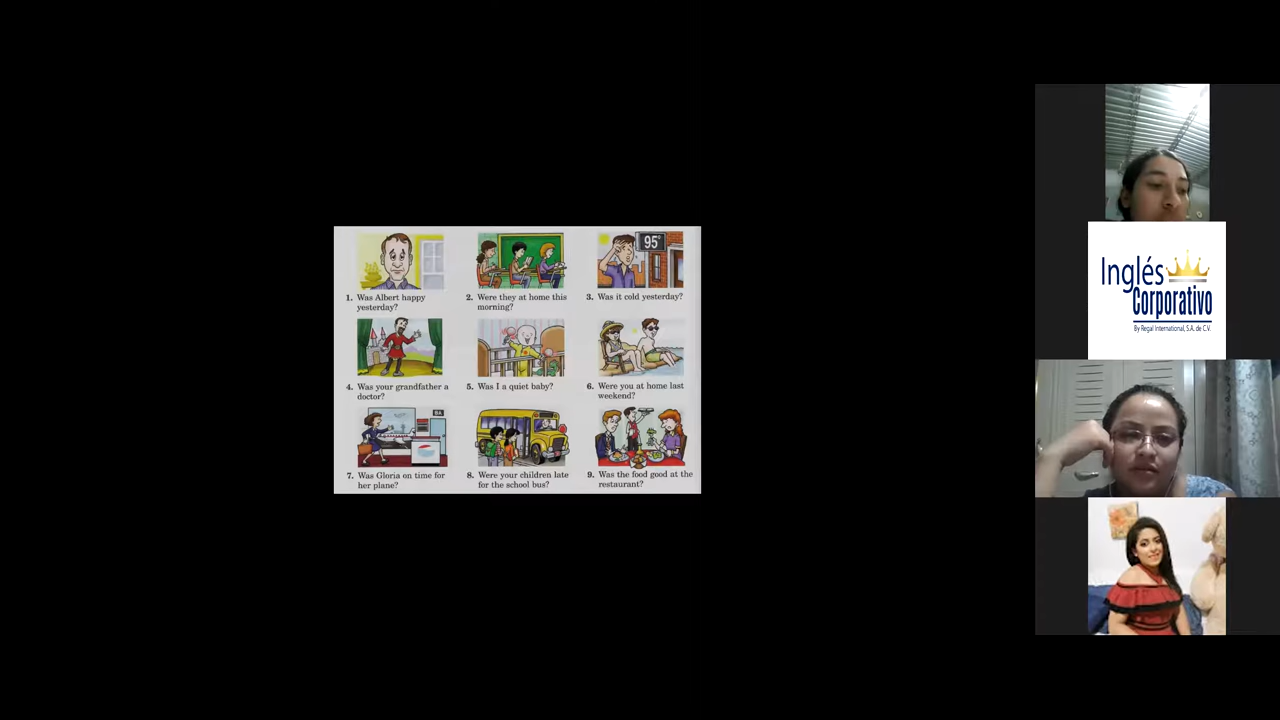 95°
1. Was Albert happy
yesterday?
2. Were they at home this
morning?
3. Was it cold yesterday?
4. Was your grandfather a
doctor?
5. Was I a quiet baby?
6. Were you at home last
weekend?
7. Was Gloria on time for
her plane?
8. Were your children late
for the school bus?
9. Was the food good at the
restaurant?
Inglés
Corporativo
By Regal International, S.A. de C.V.